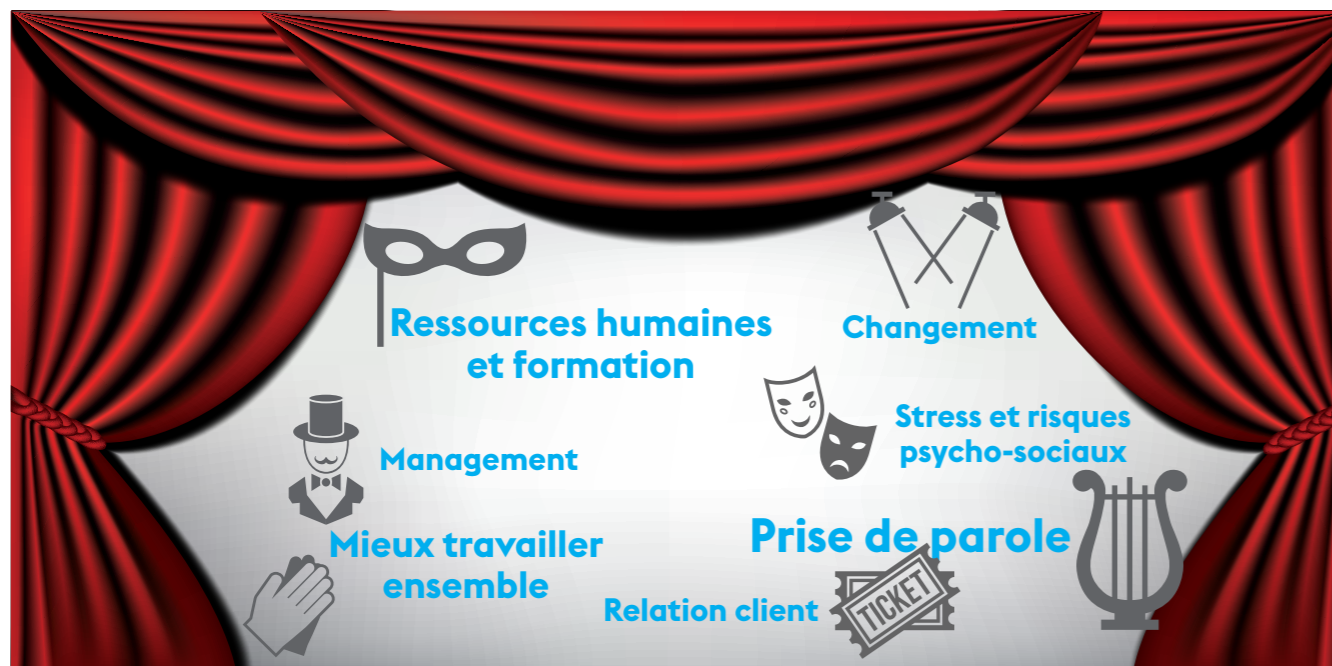 Ressources humaines
et formation
Changement
Stress et risques
psycho-sociaux
Management
Prise de parole
Mieux travailler
ensemble
Relation client
TICKET